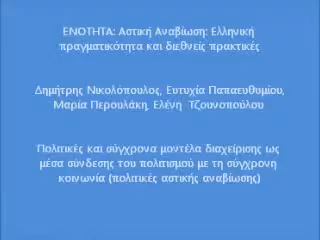 ΕΝΟΤΗΤΑ: Αστική Αναβίωση: Ελληνική
πραγματικότητα και διεθνείς πρακτικές
Δημήτρης Νικολόπουλος, Ευτυχία Παπαευθυμίου,
Μαρία Περουλάκη, Ελένη Τζουνοπούλου
Πολιτικές και σύγχρονα μοντέλα διαχείρισης ως
μέσα σύνδεσης του πολιτισμού με τη σύγχρονη
κοινωνία (πολιτικές αστικής αναβίωσης)